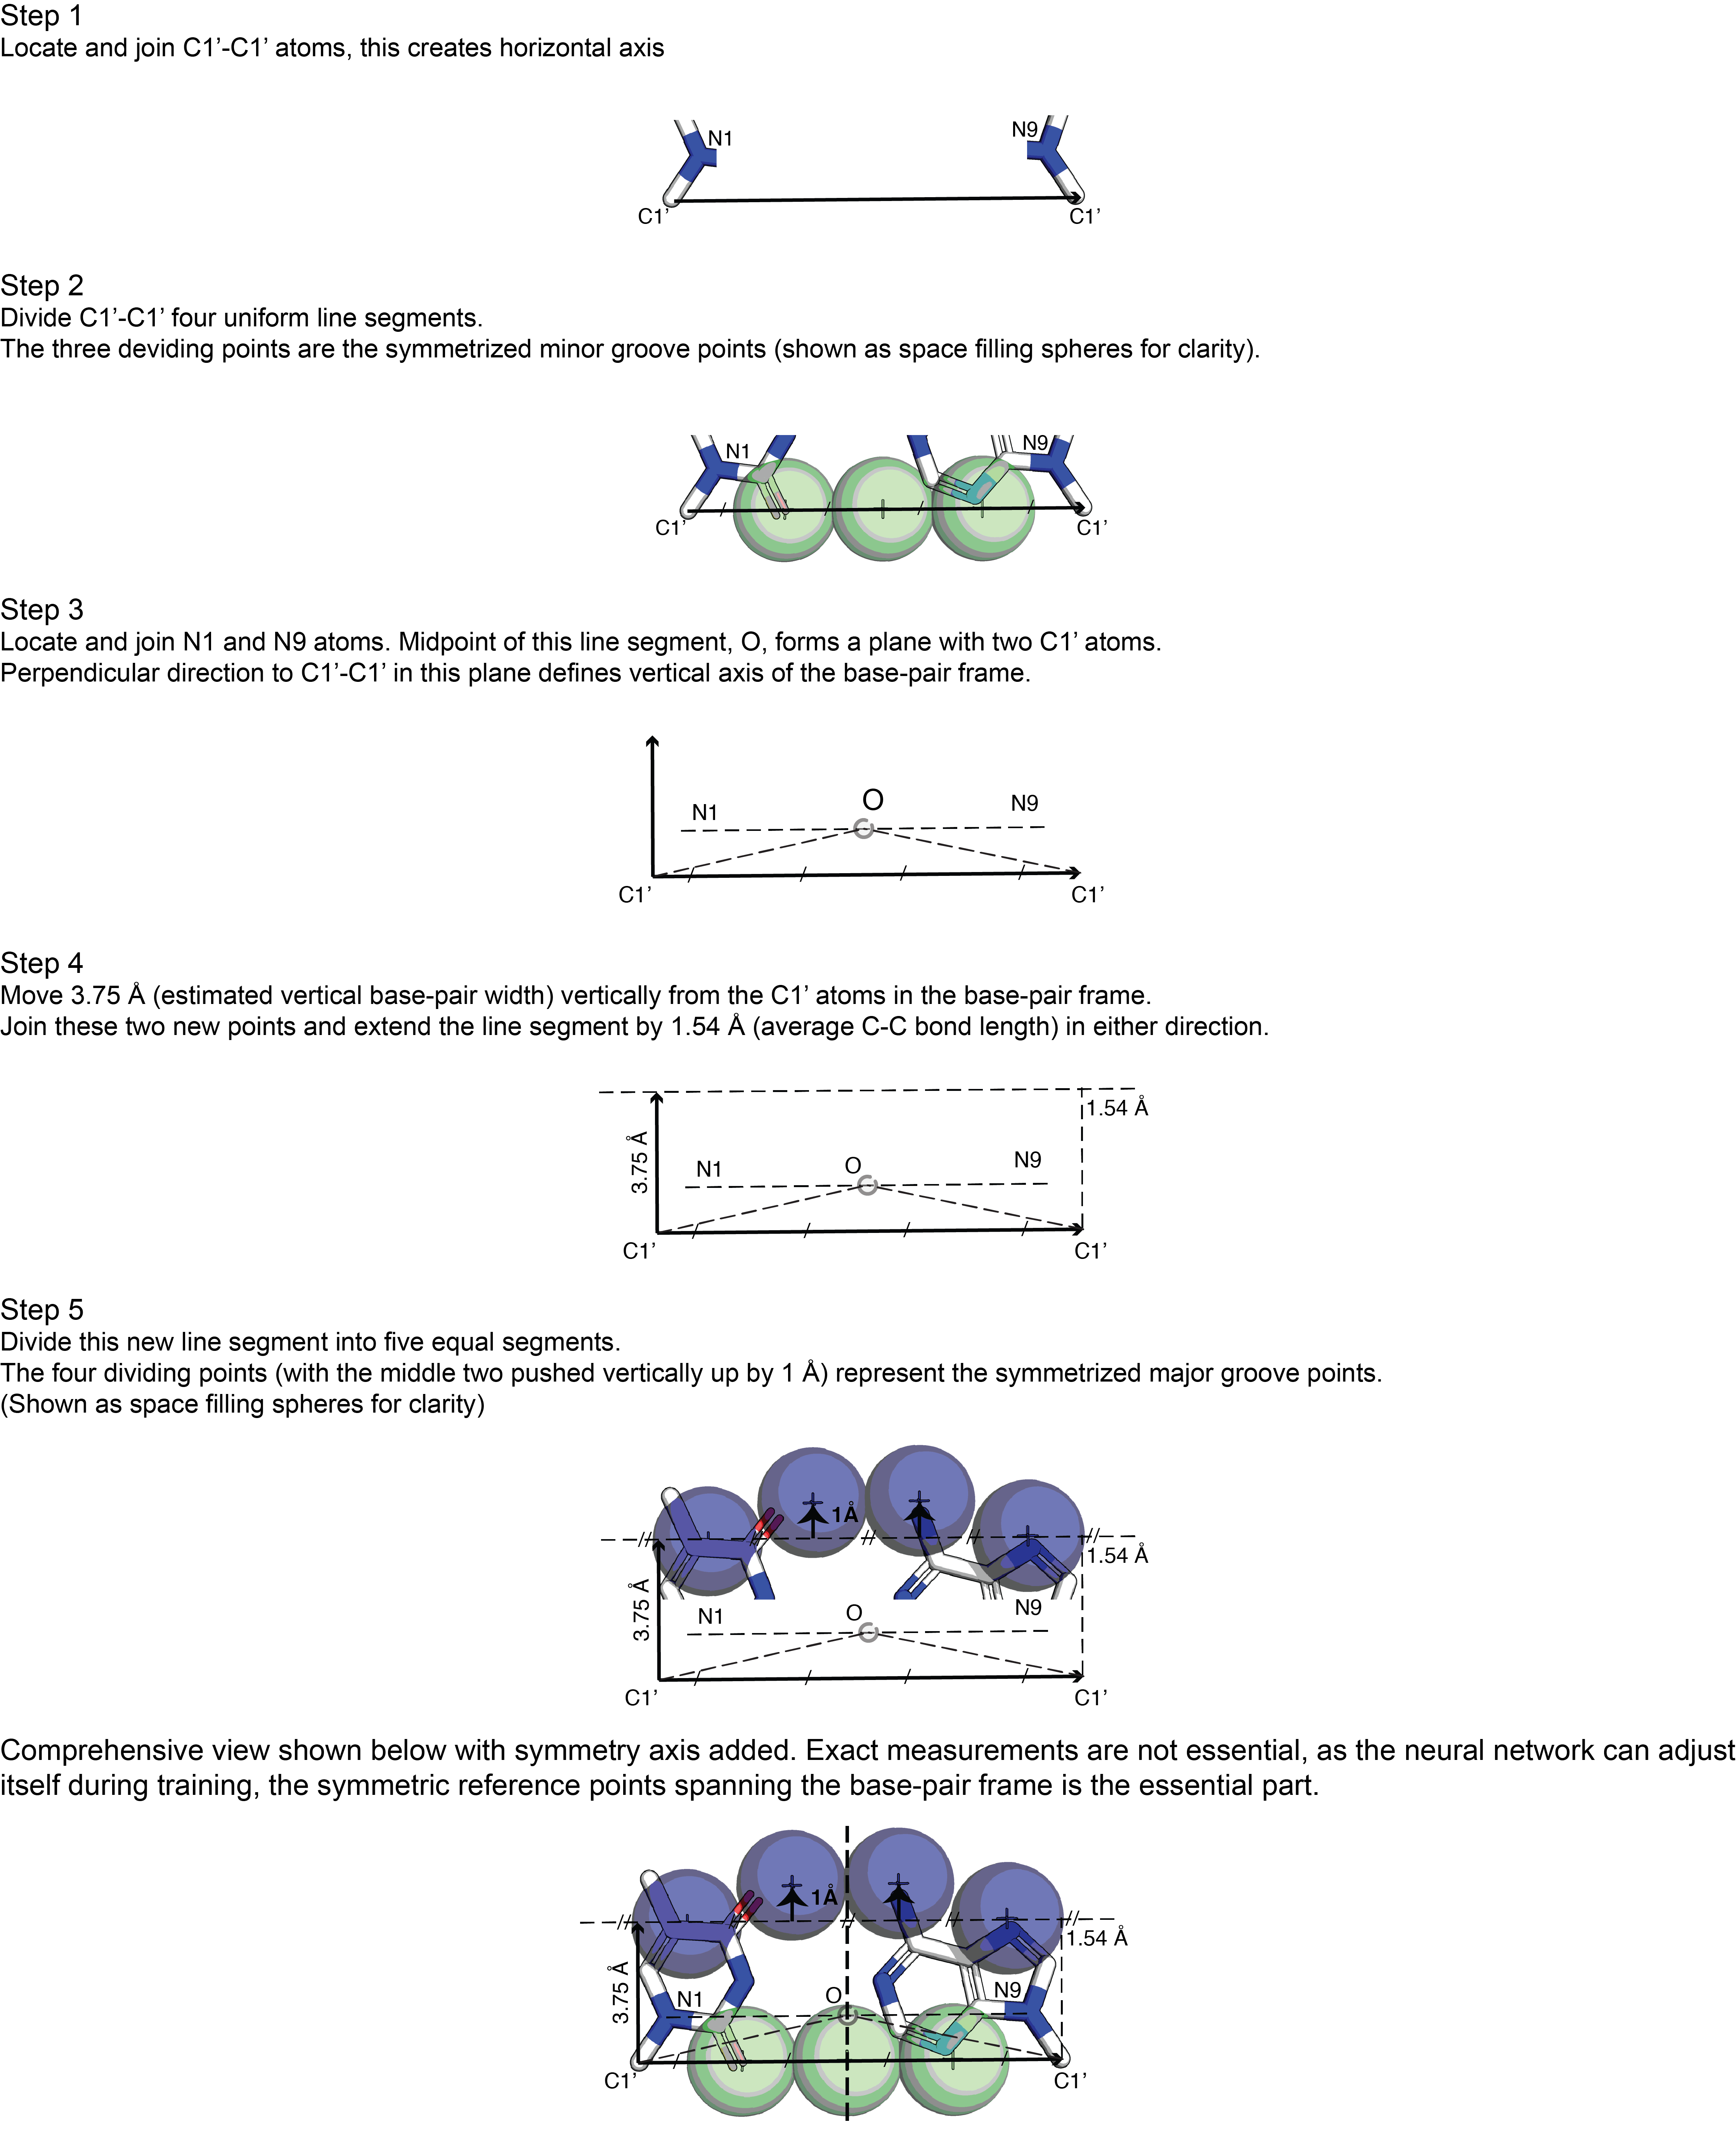 Step 1
Locate and join C1’-C1’ atoms, this creates horizontal axis
N1
N9
C1’
C1’
Step 2
Divide C1’-C1’ four uniform line segments.
The three deviding points are the symmetrized minor groove points (shown as space filling spheres for clarity).
N1
N9
C1’
C1’
Step 3
Locate and join N1 and N9 atoms. Midpoint of this line segment, O, forms a plane with two C1’ atoms.
Perpendicular direction to C1’-C1’ in this plane defines vertical axis of the base-pair frame.
O
N1
N9
C1’
C1’
Step 4
Move 3.75 Å (estimated vertical base-pair width) vertically from the C1’ atoms in the base-pair frame.
Join these two new points and extend the line segment by 1.54 Å (average C-C bond length) in either direction.
1.54 Å
3.75 Å
N1
O
N9
C1’
C1’
Step 5
Divide this new line segment into five equal segments.
The four dividing points (with the middle two pushed vertically up by 1 Å) represent the symmetrized major groove points.
(Shown as space filling spheres for clarity)
1Å
1.54 Å
3.75 Å
N1
O
N9
C1’
C1’
Comprehensive view shown below with symmetry axis added. Exact measurements are not essential, as the neural network can adjust
itself during training, the symmetric reference points spanning the base-pair frame is the essential part.
1Å
1.54 Å
3.75 Å
N1
O
N9
C1’
C1’